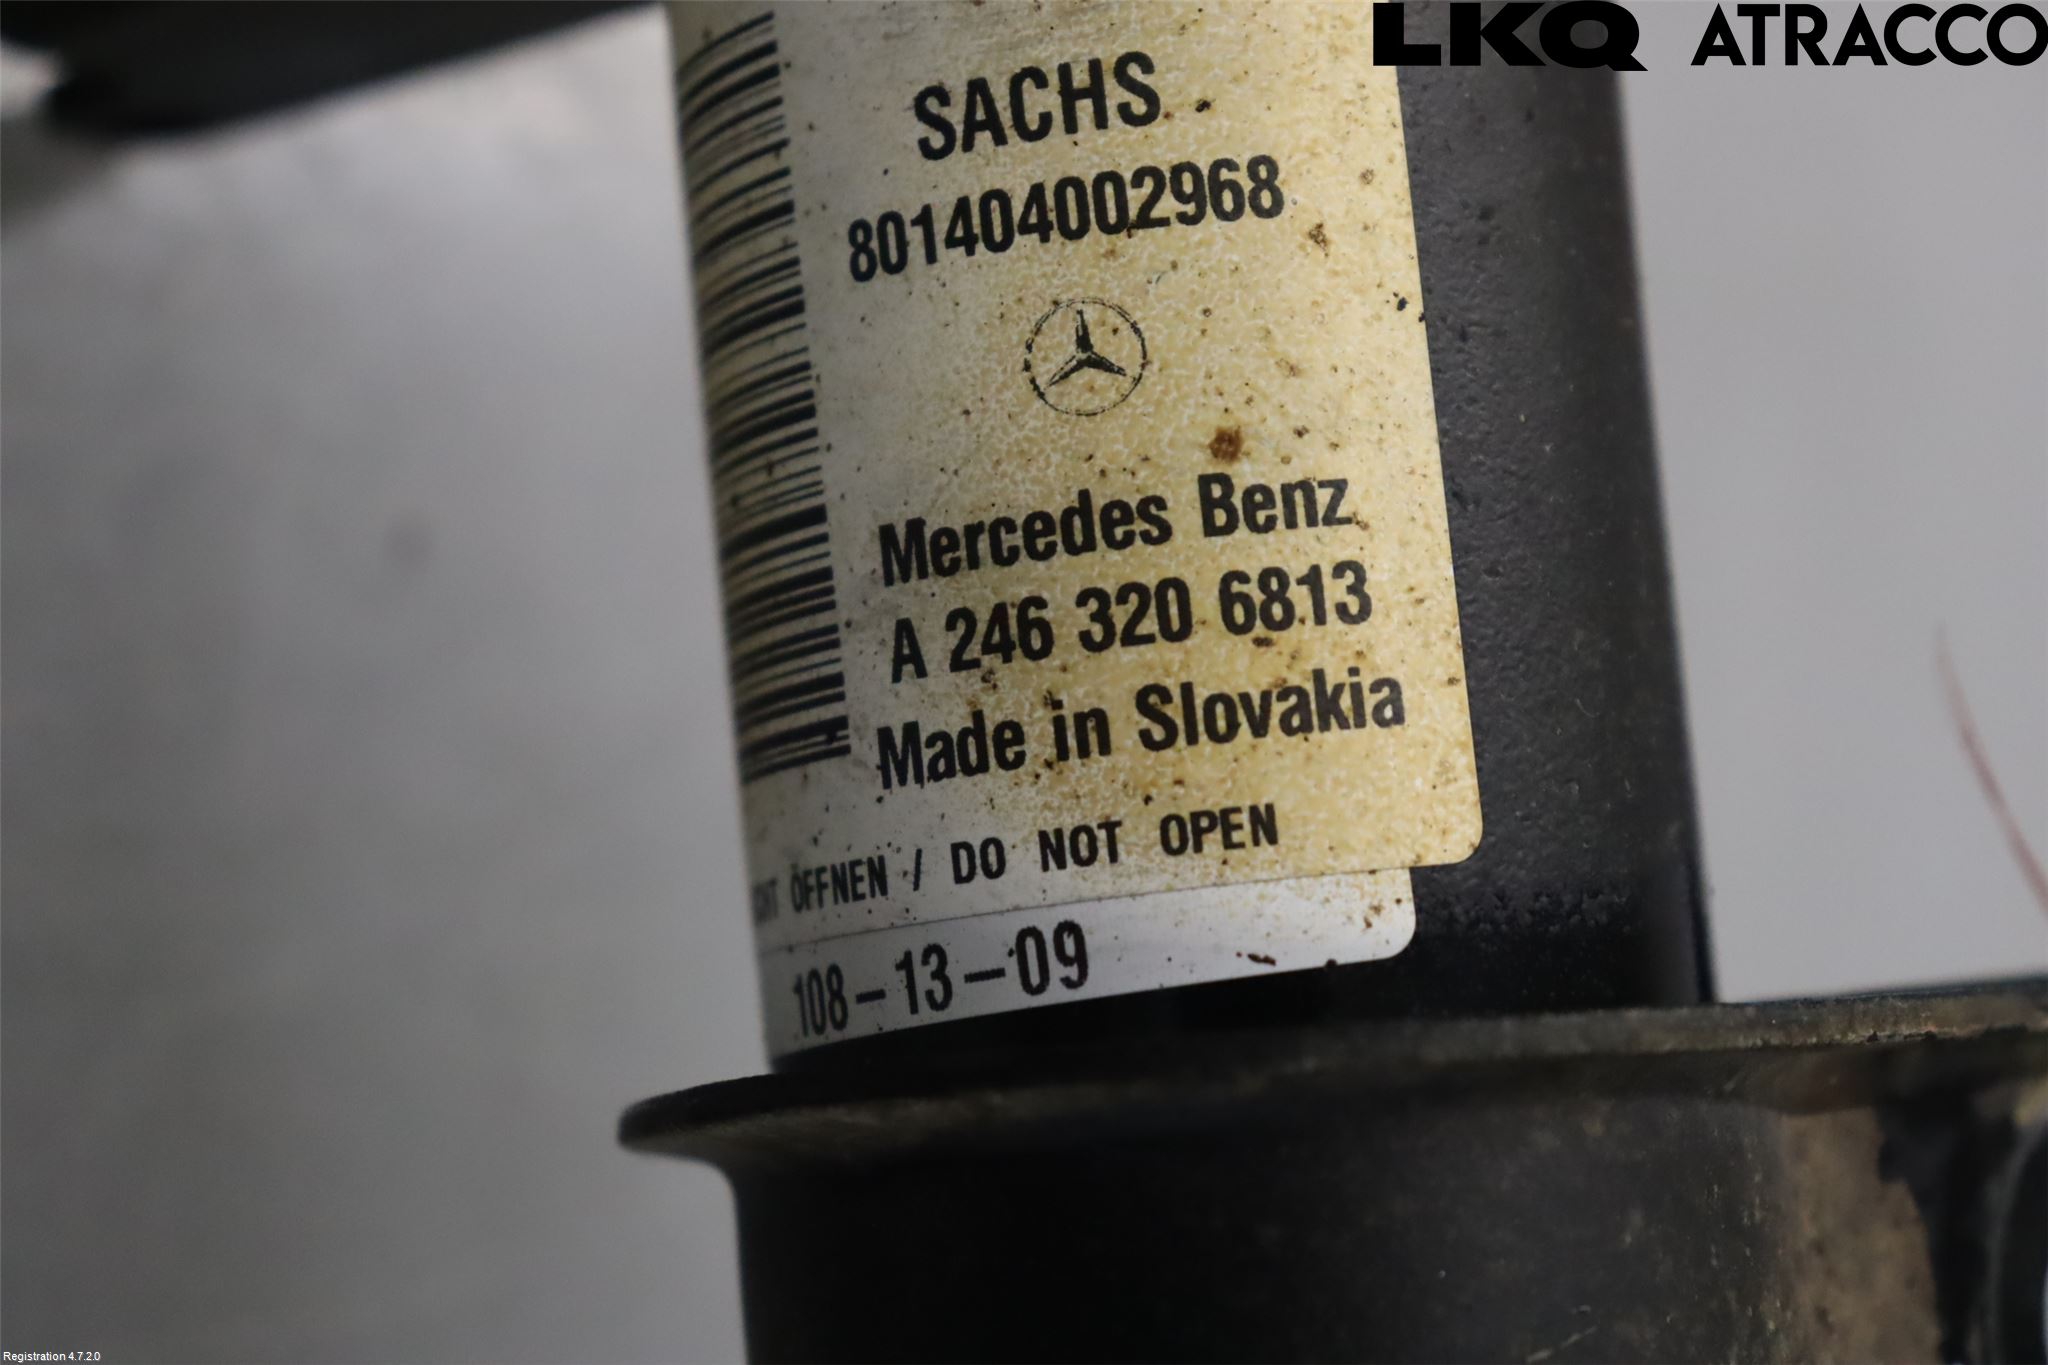 LKQ ATRACCO
SACHS
801404002968
Mercedes Benz
A 246 320 6813
Made in Slovakia
ÖFFNEN / DO NOT OPEN
108-13-09
Registration 4.7.2.0